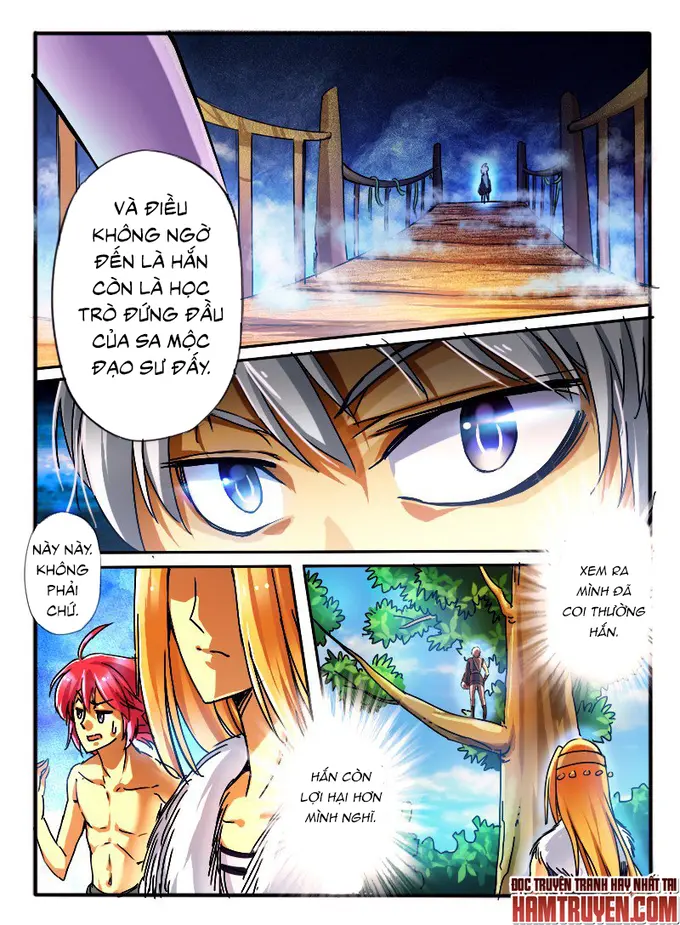 VÀ ĐIỀU
KHÔNG NGỜ
ĐẾN LÀ HẮN
CÒN LÀ HỌC
TRÒ ĐỨNG ĐẦU
CỦA SA MỘC
ĐẠO SƯ ĐẤY.
NÀY NÀY.
KHÔNG
PHẢI
CHỨ.
XEM RA
MÌNH ĐÃ
COI THƯỜNG
HẮN.
HẮN CÒN
LỢI HẠI HƠN
MÌNH NGHĨ.
ĐỌC TRUYỆN TRANH HAY NHẤT TẠI
HAMTRUYEN.COM